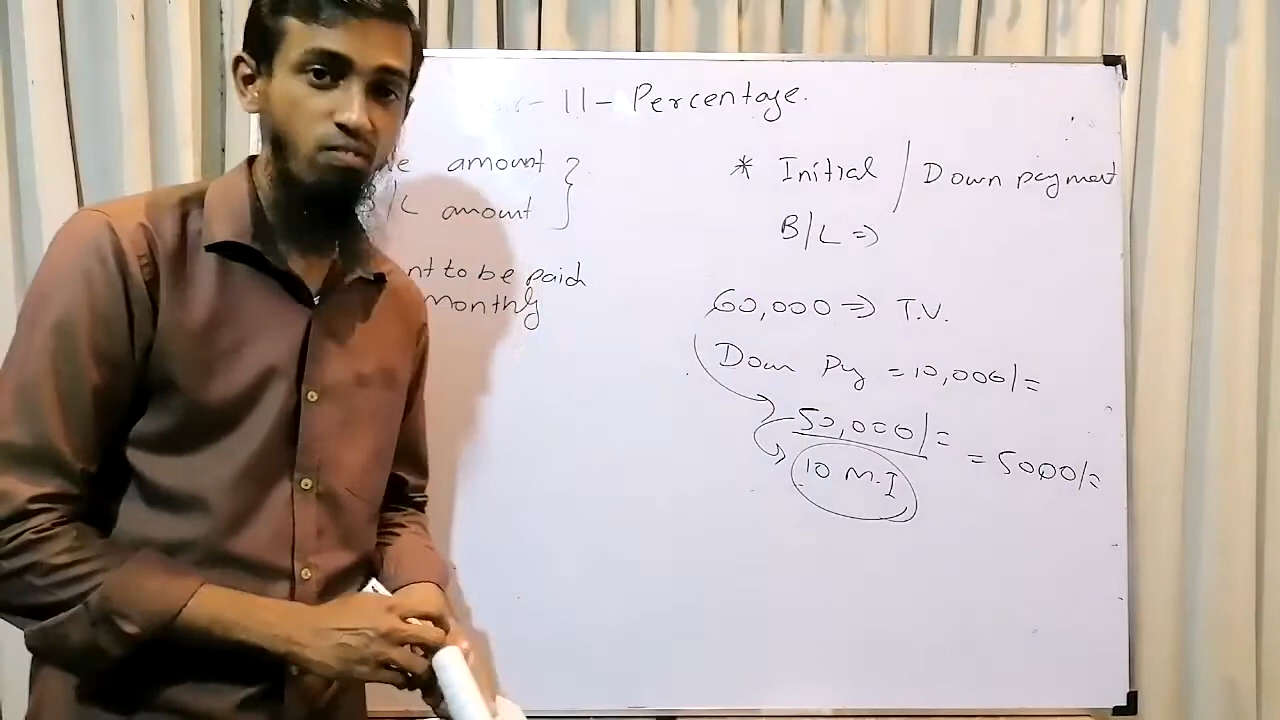 - 11 - Percentage.
amount }
B/L amount
nt to be paid
monthly
* Initial / Down payment
B/L ⇒
60,000 ⇒ T.V.
Down Py = 10,000/=
50,000/=
10 M.I
= 5000/=